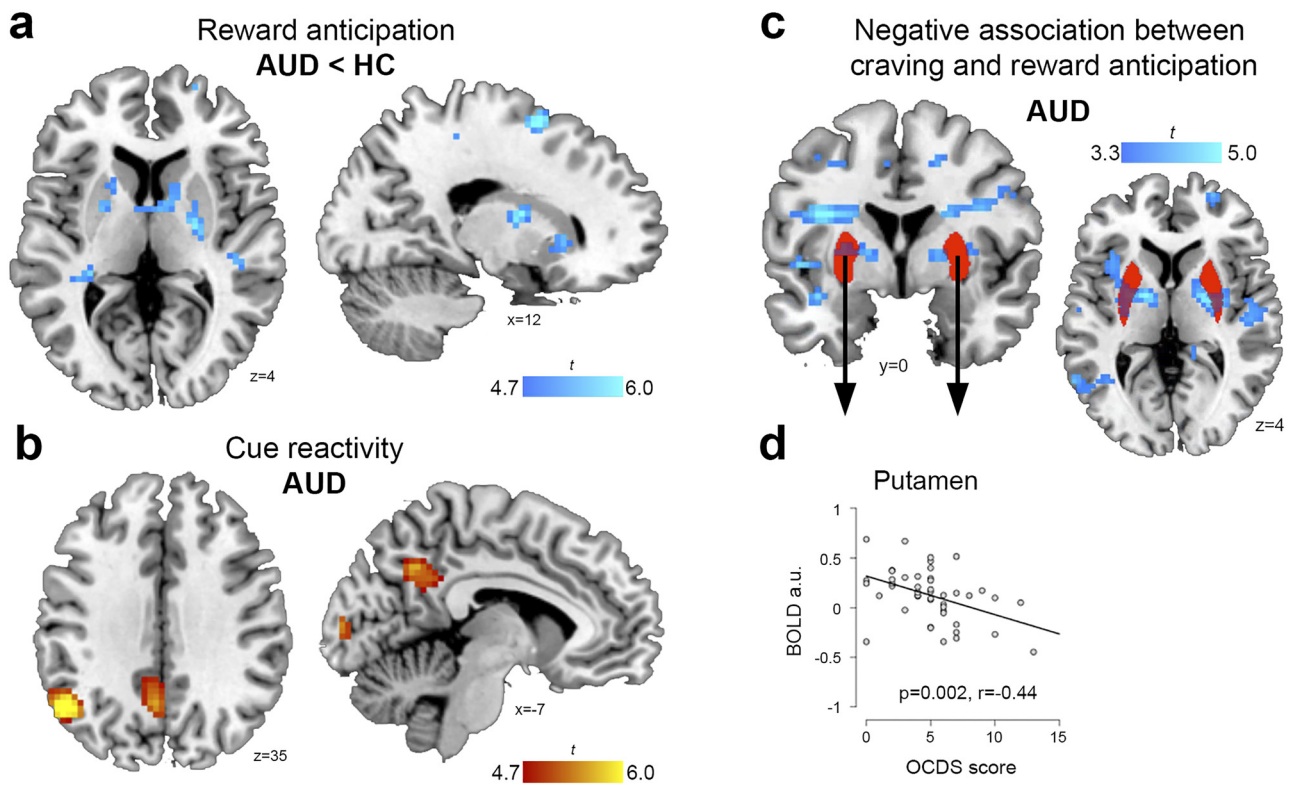 a
Reward anticipation
AUD < HC
z=4
x=12
4.7
6.0
b
Cue reactivity
AUD
z=35
x=-7
t
4.7
6.0
c
Negative association between
craving and reward anticipation
AUD
t
3.3
5.0
y=0
z=4
d
Putamen
BOLD a.u.
1
0.5
0
-0.5
-1
p=0.002, r=-0.44
0
5
10
15
OCDS score